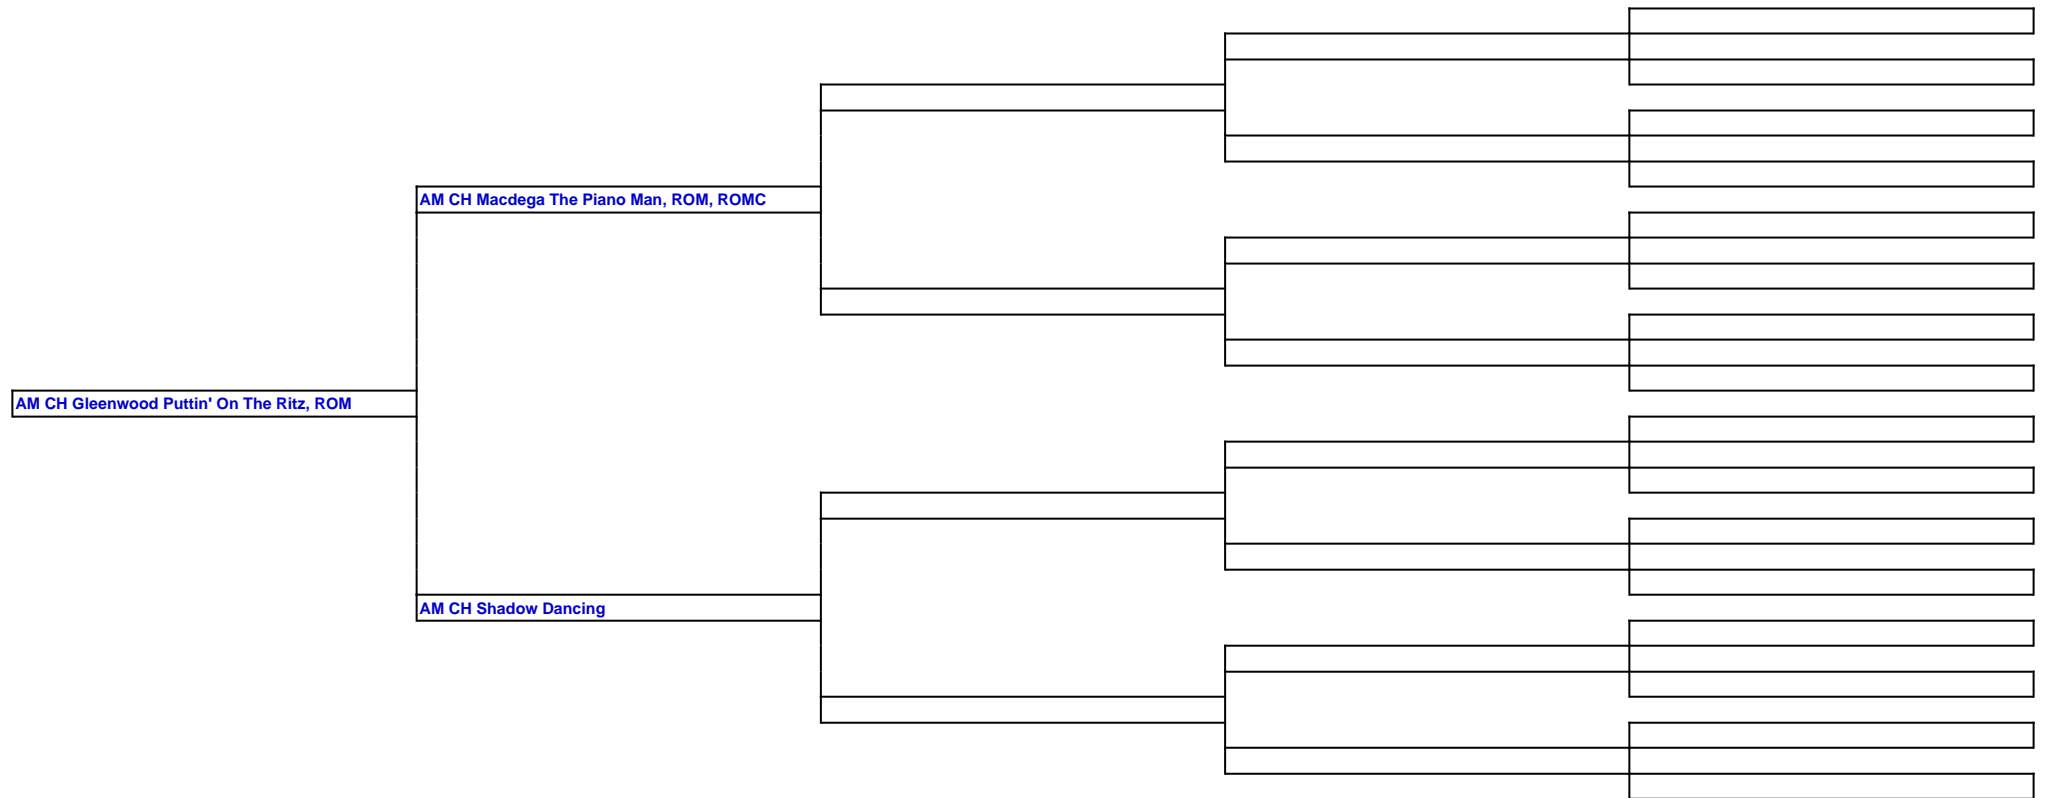 AM CH Macdega The Piano Man, ROM, ROMC
AM CH Gleenwood Puttin' On The Ritz, ROM
AM CH Shadow Dancing